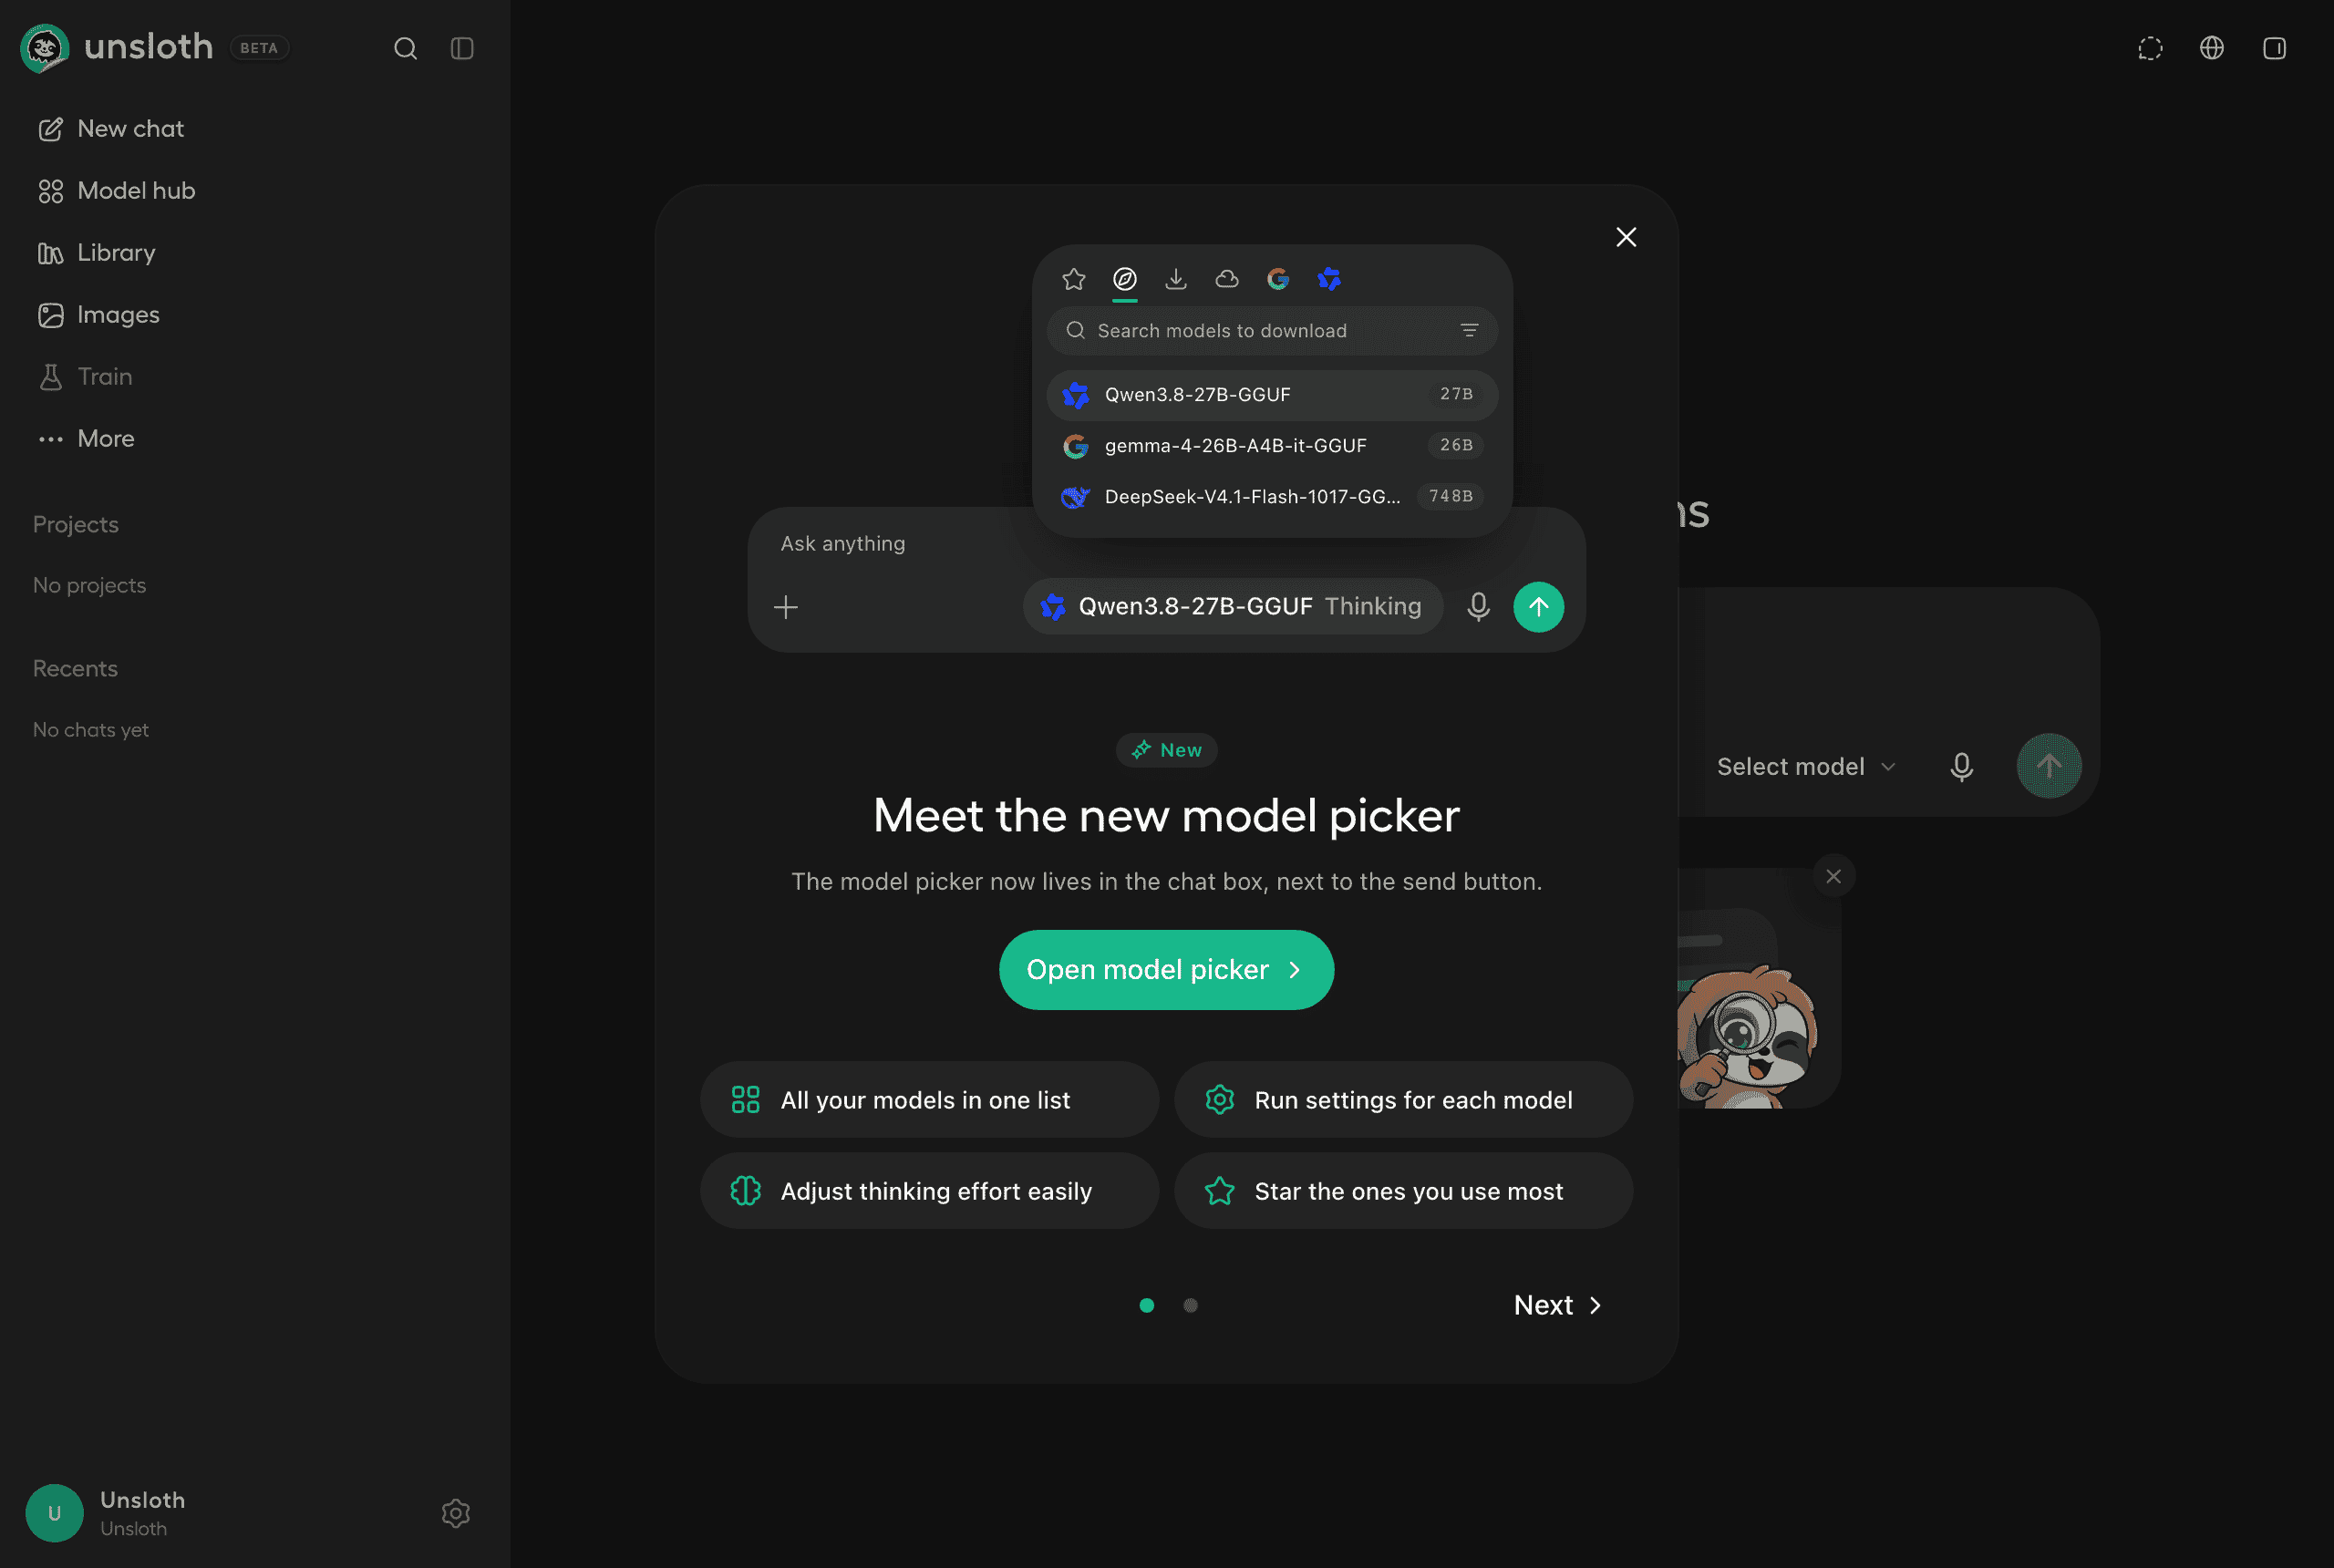 unsloth
BETA
New chat
Model hub
Library
Images
Train
More
Projects
No projects
Recents
No chats yet
Unsloth
U
Unsloth
Search models to download
Qwen3.8-27B-GGUF
27B
gemma-4-26B-A4B-it-GGUF
26B
DeepSeek-V4.1-Flash-1017-GG...
748B
Ask anything
Qwen3.8-27B-GGUF Thinking
New
Meet the new model picker
The model picker now lives in the chat box, next to the send button.
Open model picker
All your models in one list
Run settings for each model
Adjust thinking effort easily
Star the ones you use most
Next
Select model